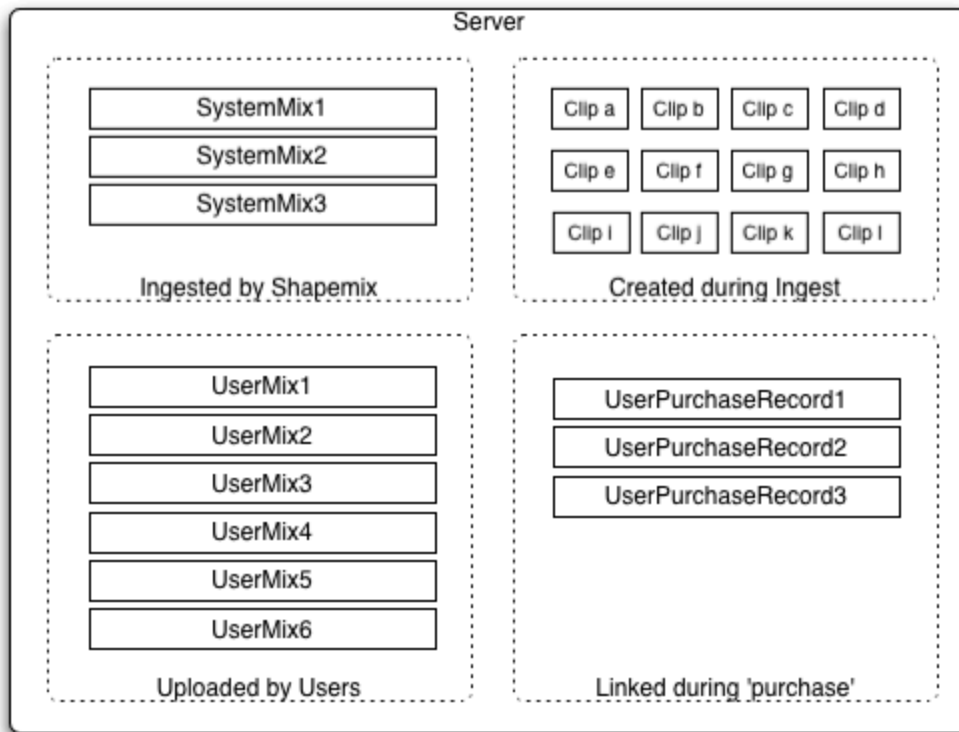 Server
SystemMix1
SystemMix2
SystemMix3
Ingested by Shapemix
Clip a Clip b Clip c Clip d
Clip e Clip f Clip g Clip h
Clip i Clip j Clip k Clip l
Created during Ingest
UserMix1
UserMix2
UserMix3
UserMix4
UserMix5
UserMix6
Uploaded by Users
UserPurchaseRecord1
UserPurchaseRecord2
UserPurchaseRecord3
Linked during 'purchase'